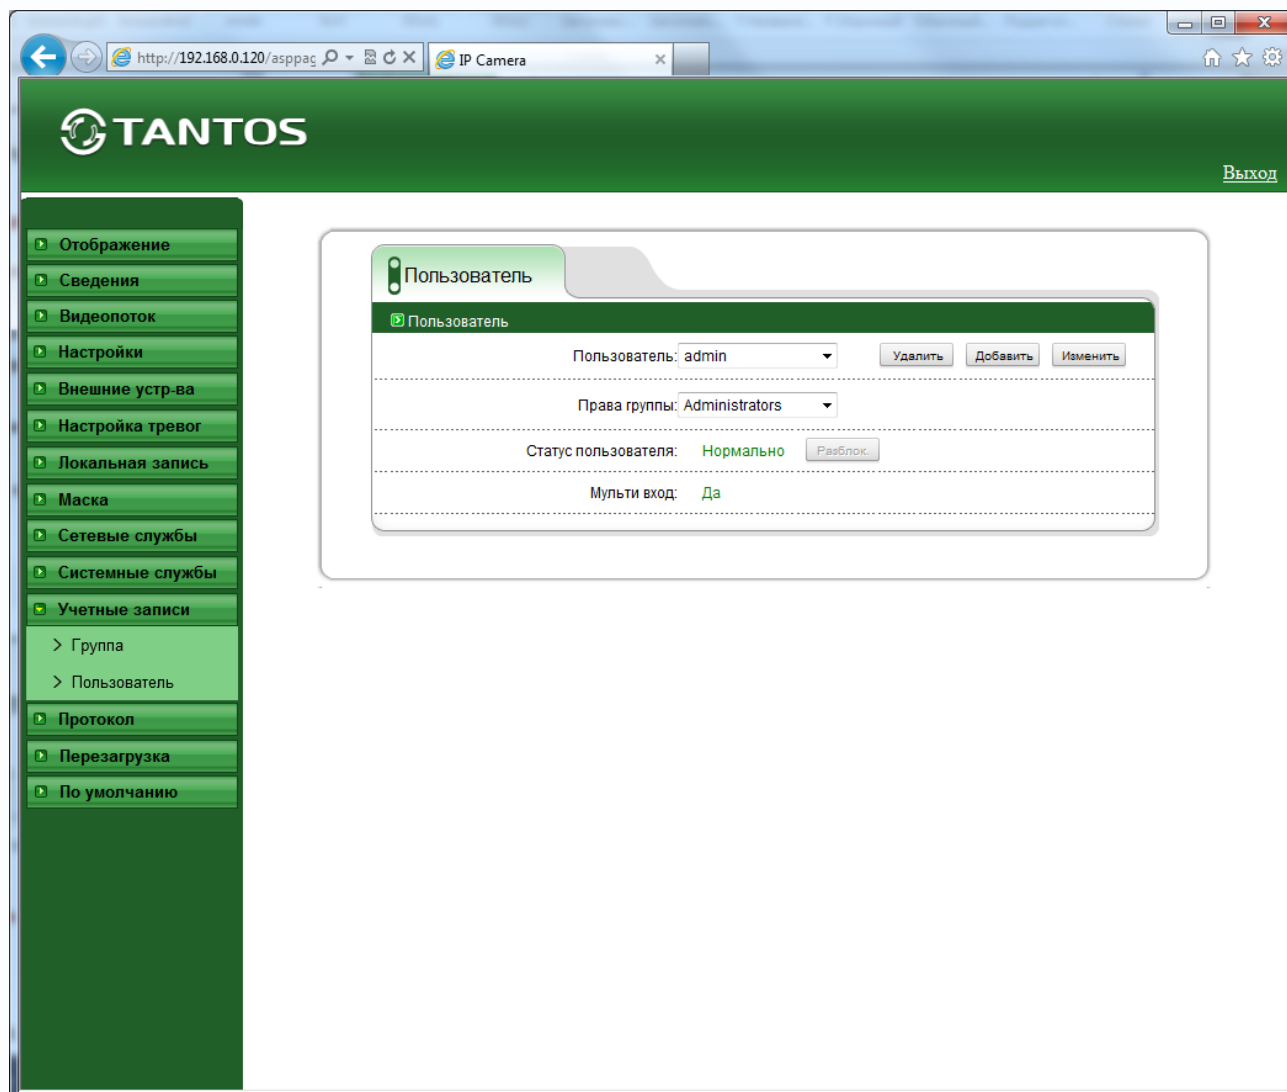 http://192.168.0.120/asppag
IP Camera
TANTOS
Выход
Отображение
Сведения
Видеопоток
Настройки
Внешние устр-ва
Настройка тревог
Локальная запись
Маска
Сетевые службы
Системные службы
Учетные записи
Группа
Пользователь
Протокол
Перезагрузка
По умолчанию
Пользователь
Пользователь
Пользователь: admin Удалить Добавить Изменить
Права группы: Administrators
Статус пользователя: Нормально Разблок.
Мульти вход: Да